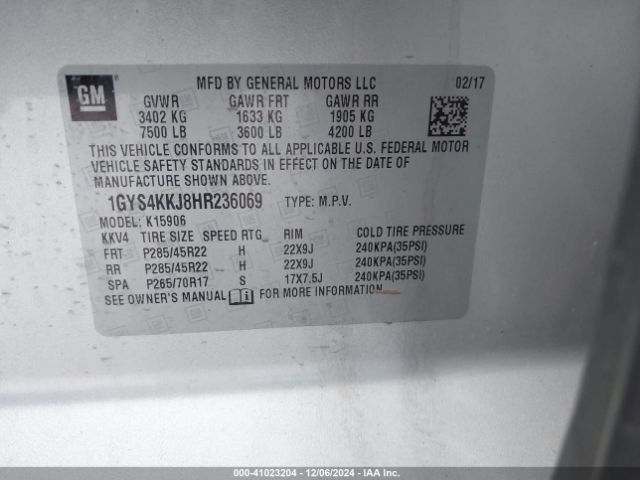 GM
MFD BY GENERAL MOTORS LLC 02/17
GVWR GAWR FRT GAWR RR
3402 KG 1633 KG 1905 KG
7500 LB 3600 LB 4200 LB
THIS VEHICLE CONFORMS TO ALL APPLICABLE U.S. FEDERAL MOTOR
VEHICLE SAFETY STANDARDS IN EFFECT ON THE DATE OF
MANUFACTURE SHOWN ABOVE.
1GYS4KKJ8HR236069 TYPE: M.P.V.
MODEL: K15906
KKV4 TIRE SIZE SPEED RTG RIM COLD TIRE PRESSURE
FRT P285/45R22 H 22X9J 240KPA(35PSI)
RR P285/45R22 H 22X9J 240KPA(35PSI)
SPA P265/70R17 S 17X7.5J 240KPA(35PSI)
SEE OWNER'S MANUAL FOR MORE INFORMATION
000-41023204 - 12/06/2024 - IAA Inc.